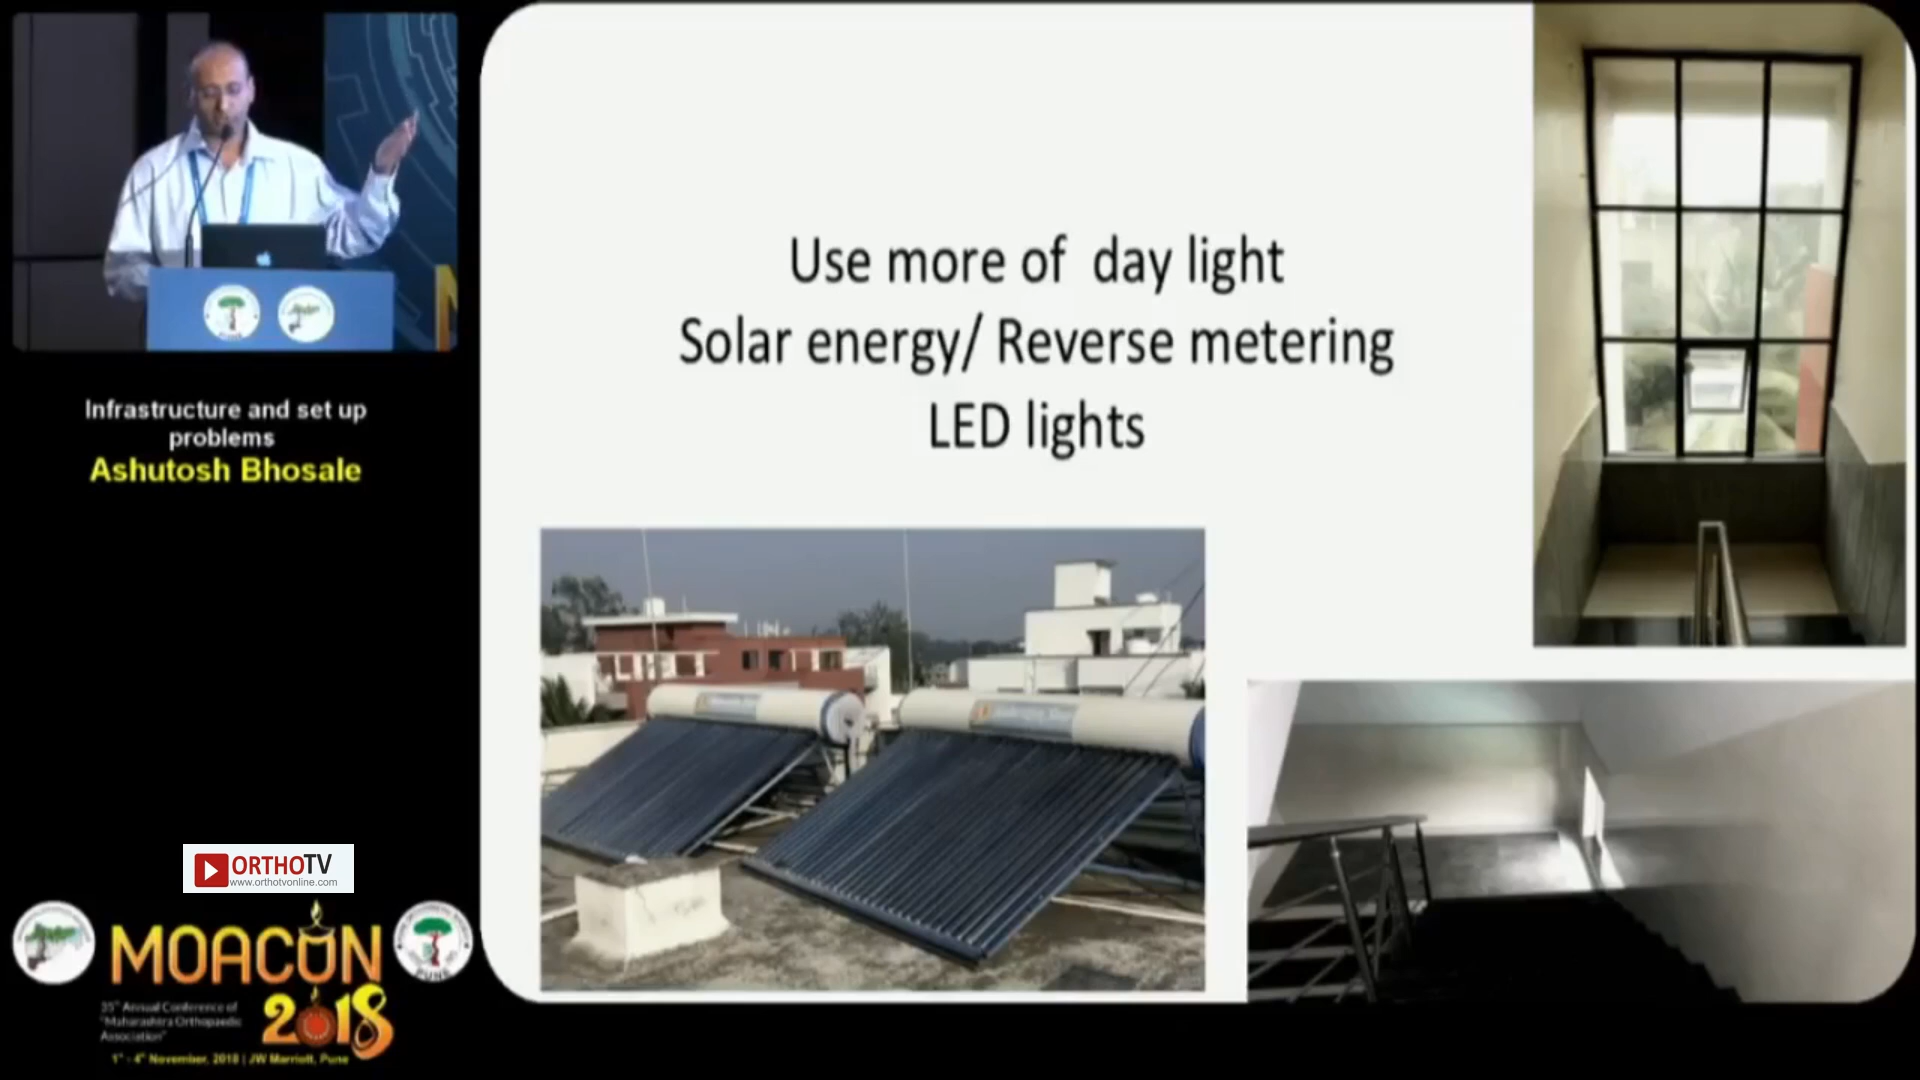 Infrastructure and set up
problems
Ashutosh Bhosale
Use more of day light
Solar energy/ Reverse metering
LED lights
ORTHOTV
www.orthotvonline.com
MOACON
2018
35th Annual Conference of
"Maharashtra Orthopaedic
Association"
1st - 4th November, 2018 | JW Marriott, Pune
PUNE